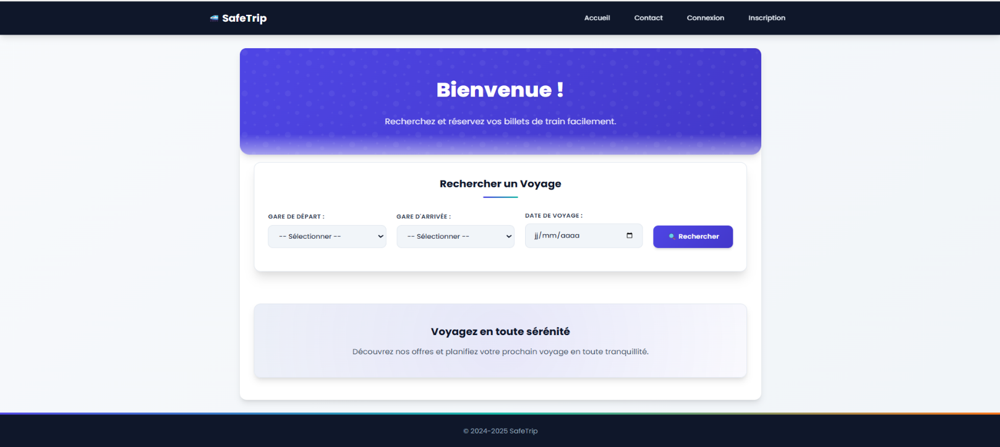 SafeTrip
Accueil Contact Connexion Inscription
Bienvenue !
Recherchez et réservez vos billets de train facilement.
Rechercher un Voyage
GARE DE DÉPART :
-- Sélectionner --
GARE D'ARRIVÉE :
-- Sélectionner --
DATE DE VOYAGE :
jj/mm/aaaa
Rechercher
Voyagez en toute sérénité
Découvrez nos offres et planifiez votre prochain voyage en toute tranquillité.
© 2024-2025 SafeTrip